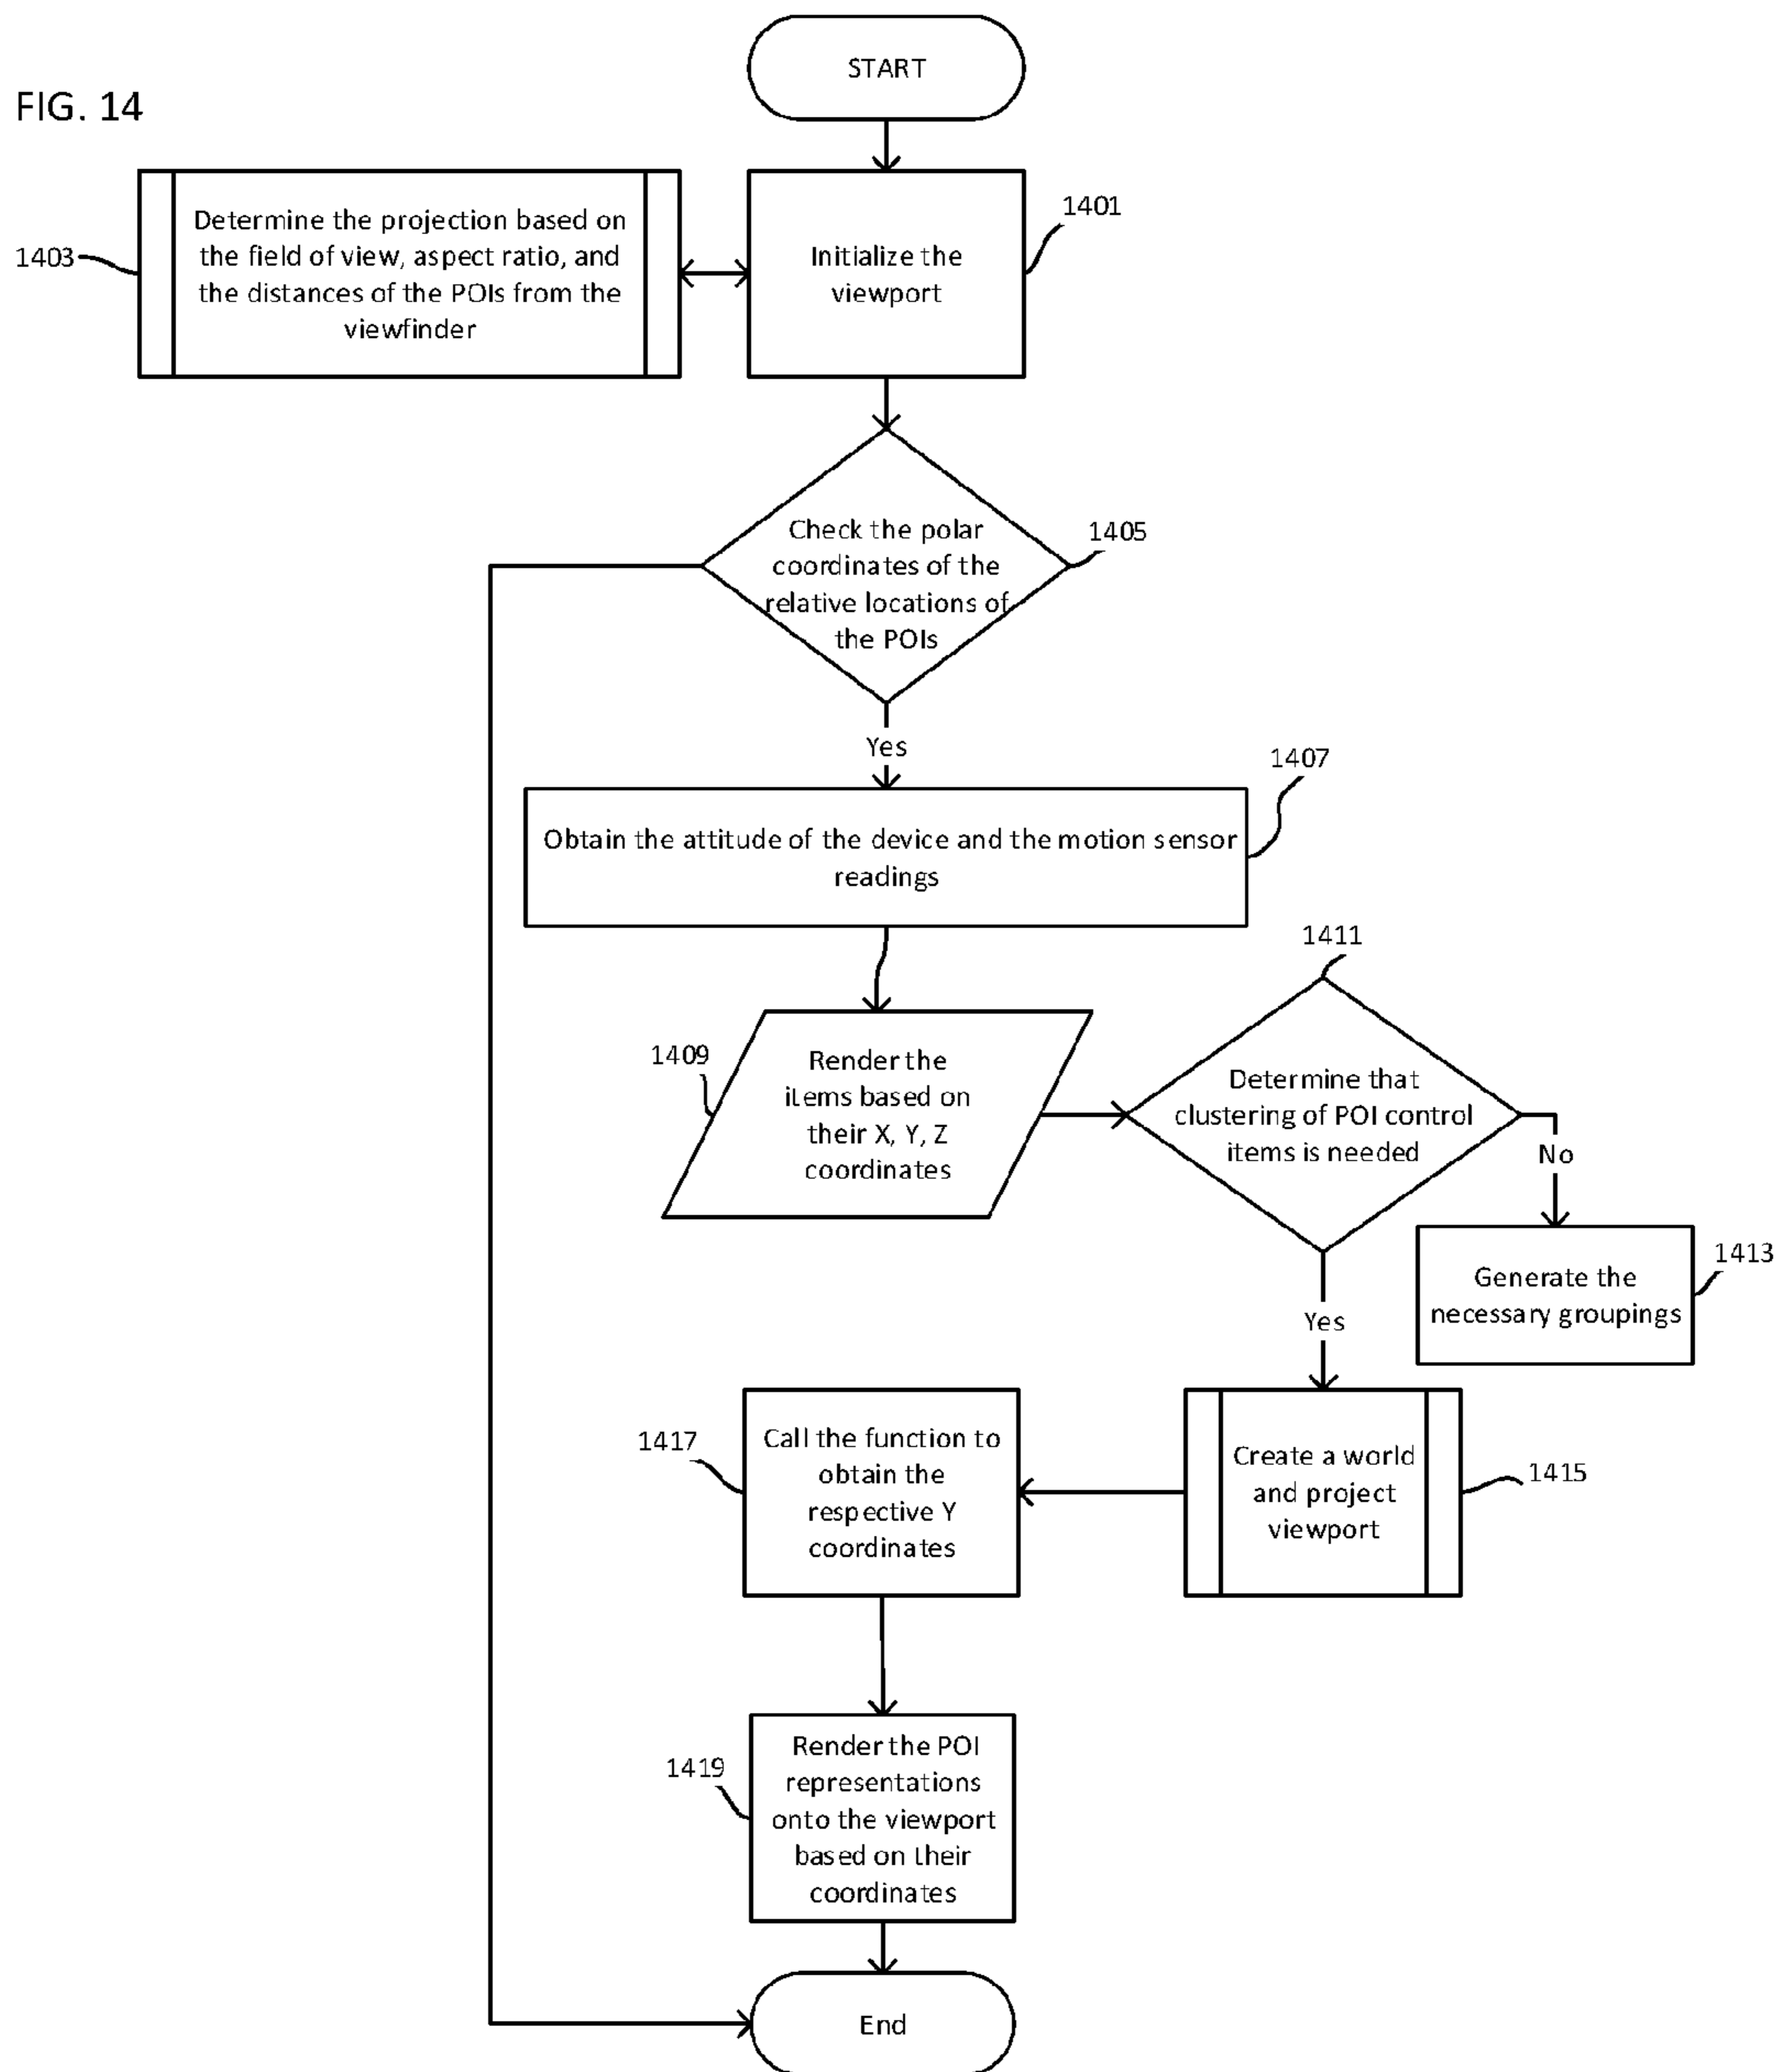 START
FIG. 14
1403
Determine the projection based on
the field of view, aspect ratio, and
the distances of the POIs from the
viewfinder
Initialize the
viewport
1401
Check the polar
coordinates of the
relative locations of
the POIs
1405
Yes
1407
Obtain the attitude of the device and the motion sensor
readings
1409
Render the
items based on
their X, Y, Z
coordinates
1411
Determine that
clustering of POI control
items is needed
No
1413
Generate the
necessary groupings
Yes
1417
Call the function to
obtain the
respective Y
coordinates
Create a world
and project
viewport
1415
1419
Render the POI
representations
onto the viewport
based on their
coordinates
End